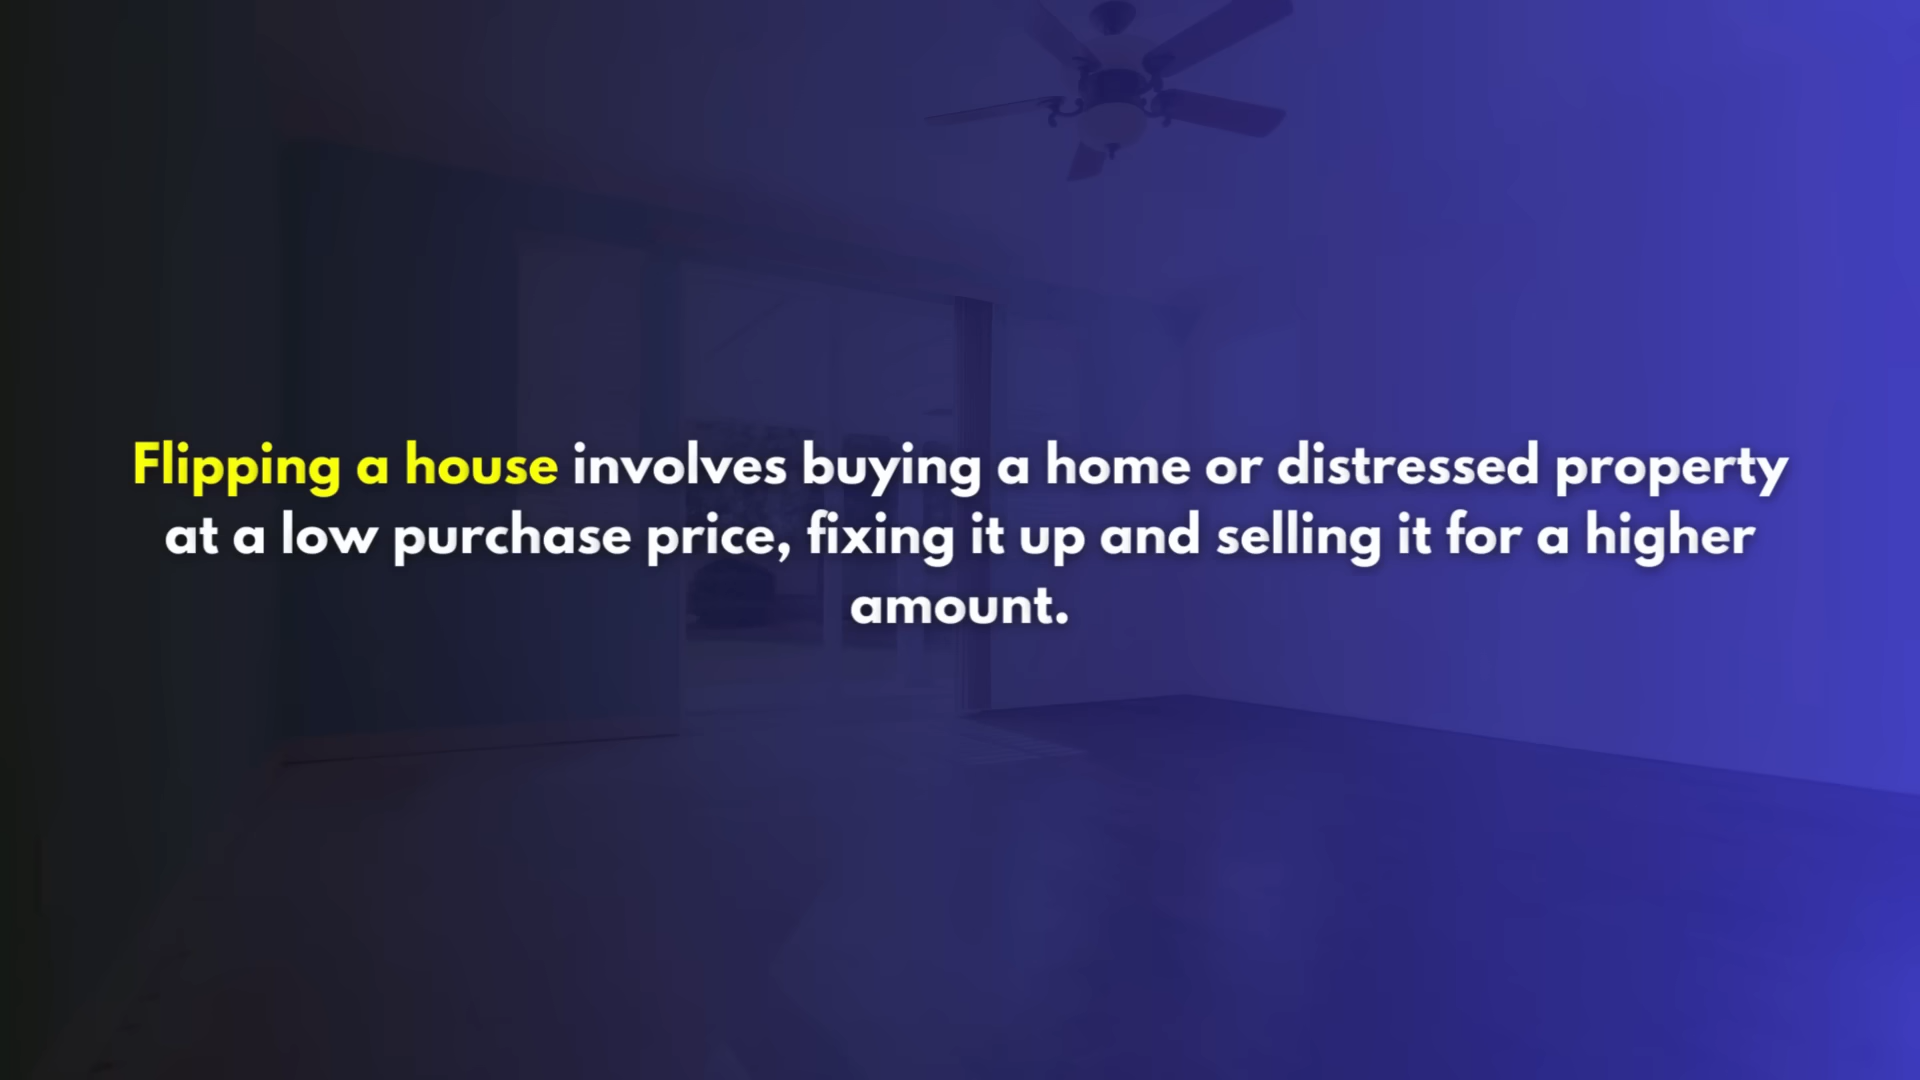 Flipping a house involves buying a home or distressed property
at a low purchase price, fixing it up and selling it for a higher
amount.